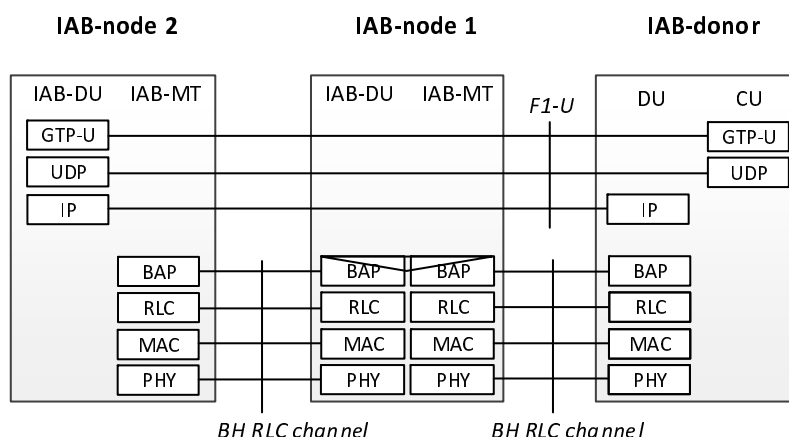 IAB-node 2 IAB-node 1 IAB-donor
IAB-DU IAB-MT IAB-DU IAB-MT F1-U DU CU
GTP-U GTP-U
UDP UDP
IP IP
BAP BAP BAP BAP
RLC RLC RLC RLC
MAC MAC MAC MAC
PHY PHY PHY PHY
BH RLC channel BH RLC channel